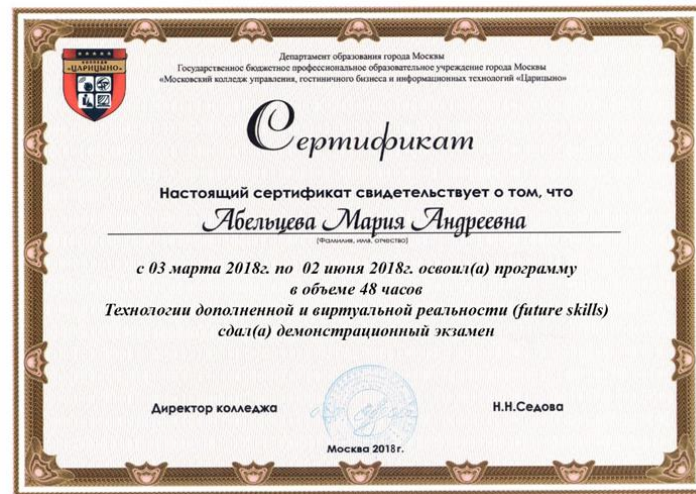 КОЛЛЕДЖ
«ЦАРИЦЫНО»
Департамент образования города Москвы
Государственное бюджетное профессиональное образовательное учреждение города Москвы
«Московский колледж управления, гостиничного бизнеса и информационных технологий «Царицыно»
Сертификат
Настоящий сертификат свидетельствует о том, что
Абельцева Мария Андреевна
(Фамилия, имя, отчество)
с 03 марта 2018г. по 02 июня 2018г. освоил(а) программу
в объеме 48 часов
Технологии дополненной и виртуальной реальности (future skills)
сдал(а) демонстрационный экзамен
Директор колледжа
Н.Н.Седова
Москва 2018г.